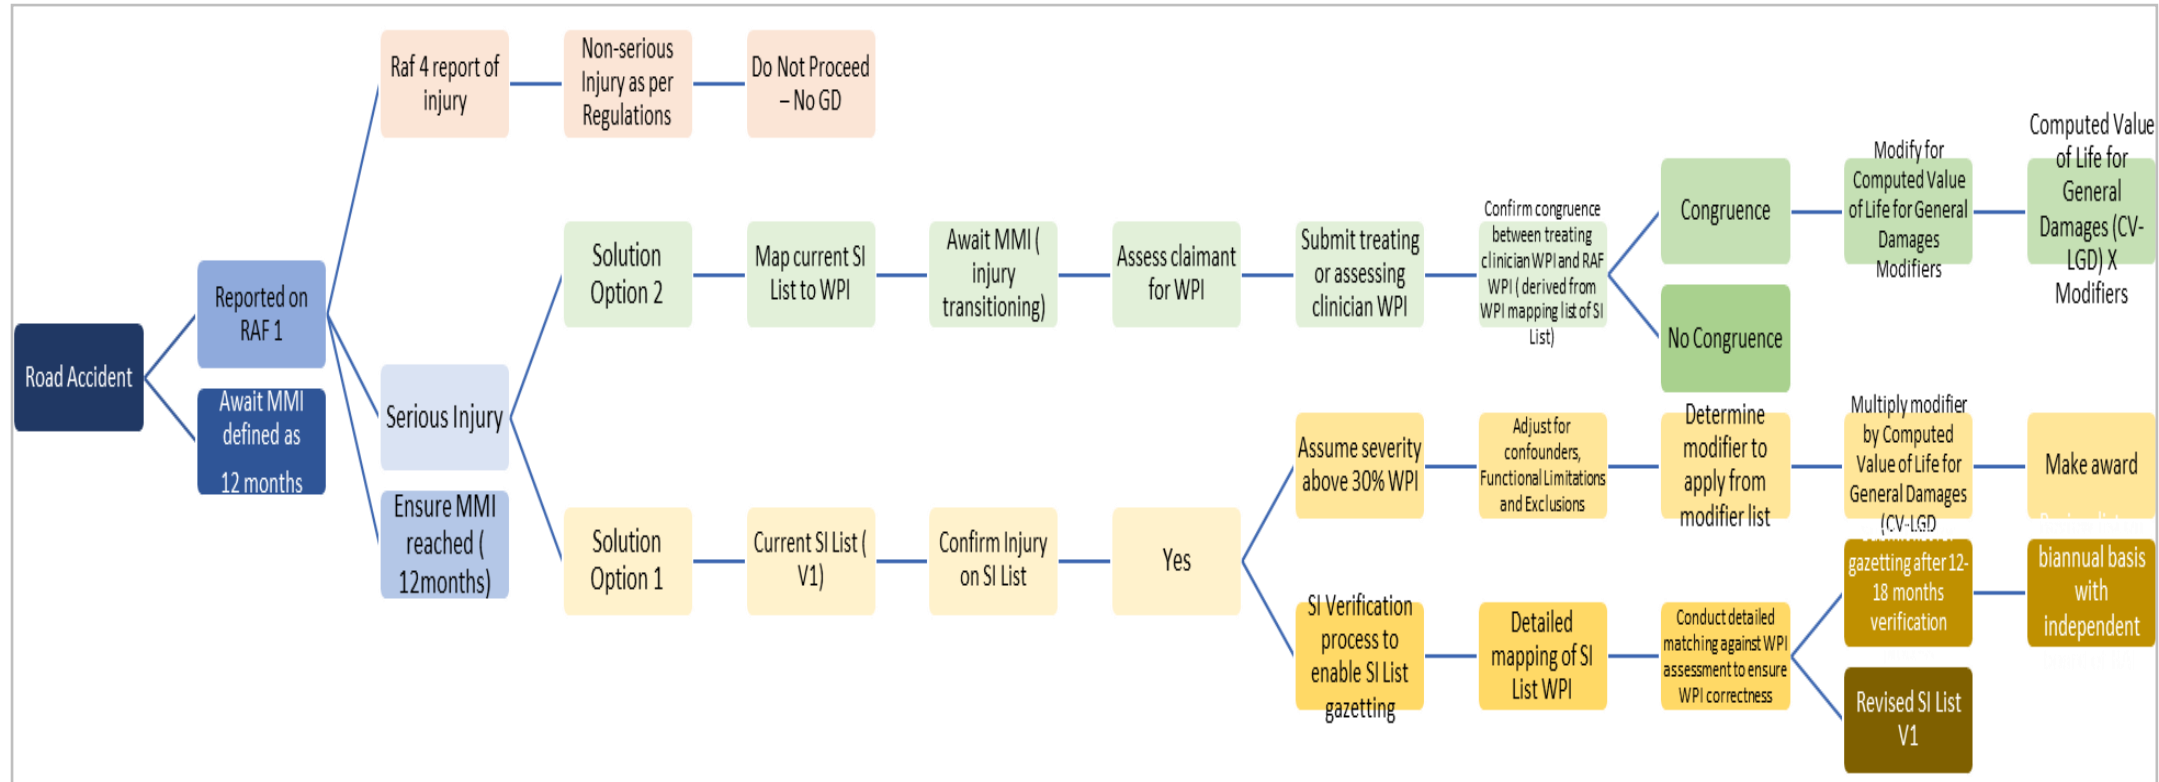 Road Accident
Reported on
RAF 1
Await MMI
defined as
12 months
Raf 4 report of
injury
Non-serious
Injury as per
Regulations
Do Not Proceed
– No GD
Serious Injury
Ensure MMI
reached (
12months)
Solution
Option 2
Map current SI
List to WPI
Await MMI (
injury
transitioning)
Assess claimant
for WPI
Submit treating
or assessing
clinician WPI
Confirm congruence
between treating
clinician WPI and RAF
WPI ( derived from
WPI mapping list of SI
List)
Congruence
Modify for
Computed Value
of Life for General
Damages
Modifiers
Computed Value
of Life for
General
Damages (CV-
LGD) X
Modifiers
No Congruence
Solution
Option 1
Current SI List (
V1)
Confirm Injury
on SI List
Yes
Assume severity
above 30% WPI
Adjust for
confounders,
Functional Limitations
and Exclusions
Determine
modifier to
apply from
modifier list
Multiply modifier
by Computed
Value of Life for
General Damages
(CV-LGD
Make award
SI Verification
process to
enable SI List
gazetting
Detailed
mapping of SI
List WPI
Conduct detailed
matching against WPI
assessment to ensure
WPI correctness
gazetting after 12-
18 months
verification
biannual basis
with
independent
Revised SI List
V1